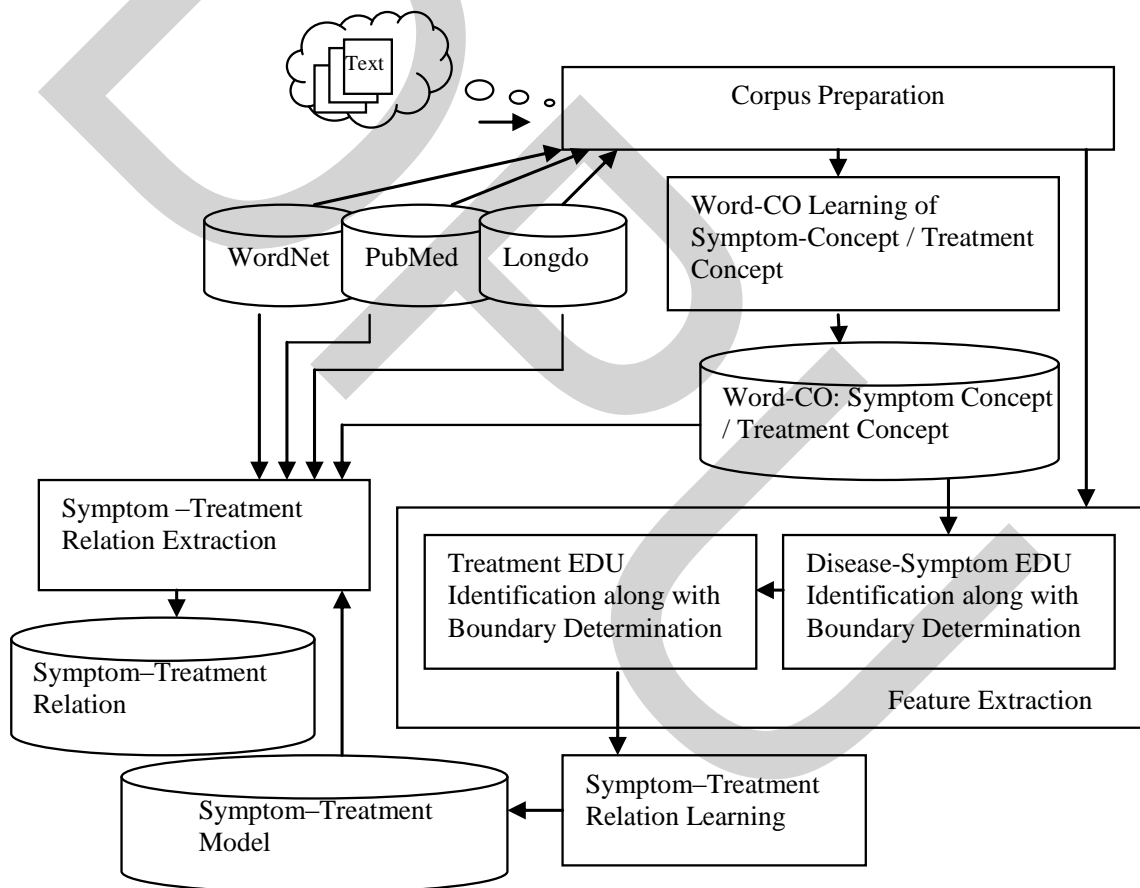 Text
Corpus Preparation
Word-CO Learning of
Symptom-Concept / Treatment
Concept
WordNet
PubMed
Longdo
Word-CO: Symptom Concept
/ Treatment Concept
Symptom –Treatment
Relation Extraction
Treatment EDU
Identification along with
Boundary Determination
Disease-Symptom EDU
Identification along with
Boundary Determination
Feature Extraction
Symptom–Treatment
Relation
Symptom–Treatment
Relation Learning
Symptom–Treatment
Model
DPU